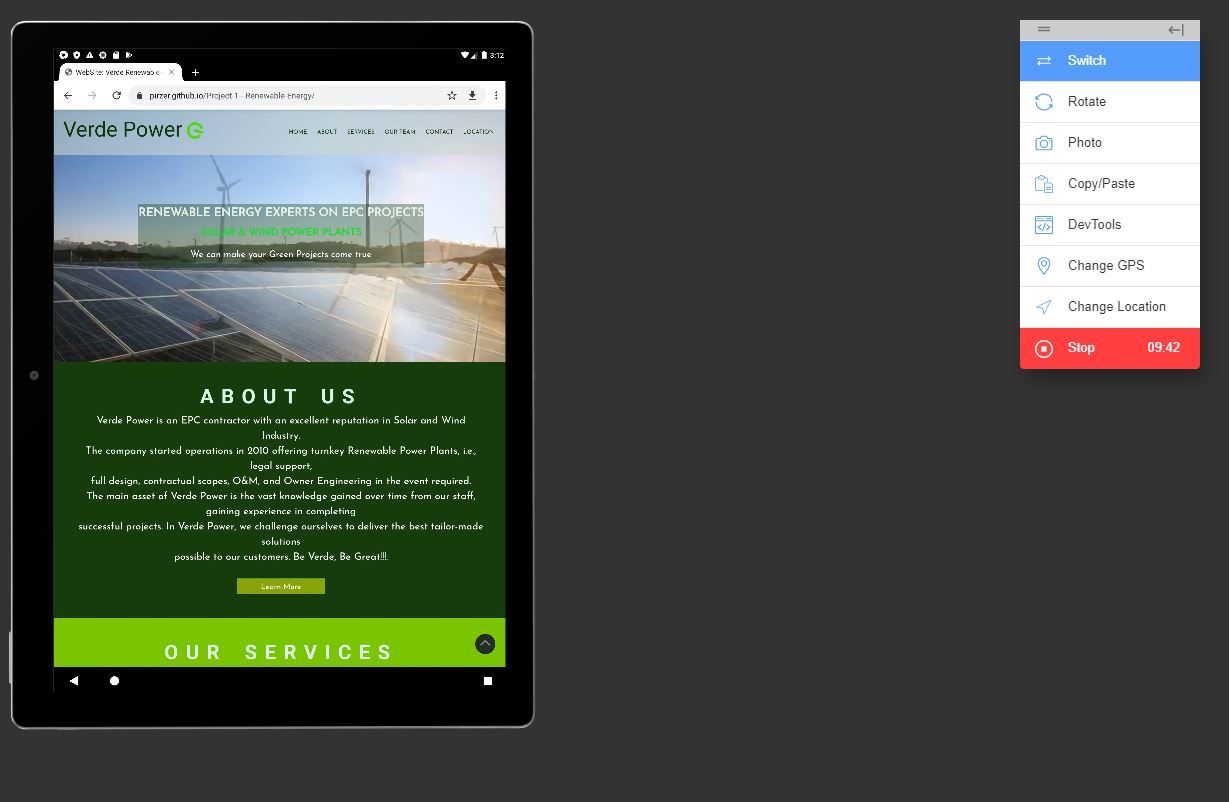 3:12
WebSite: Verde Renewable
pirzer.github.io/Project-1---Renewable-Energy/
Verde Power
HOME ABOUT SERVICES OUR TEAM CONTACT LOCATION
RENEWABLE ENERGY EXPERTS ON EPC PROJECTS
SOLAR & WIND POWER PLANTS
We can make your Green Projects come true
ABOUT US
Verde Power is an EPC contractor with an excellent reputation in Solar and Wind
Industry.
The company started operations in 2010 offering turnkey Renewable Power Plants, i.e.,
legal support,
full design, contractual scopes, O&M, and Owner Engineering in the event required.
The main asset of Verde Power is the vast knowledge gained over time from our staff,
gaining experience in completing
successful projects. In Verde Power, we challenge ourselves to deliver the best tailor-made
solutions
possible to our customers. Be Verde, Be Great!!!.
Learn More
OUR SERVICES
Switch
Rotate
Photo
Copy/Paste
DevTools
Change GPS
Change Location
Stop 09:42